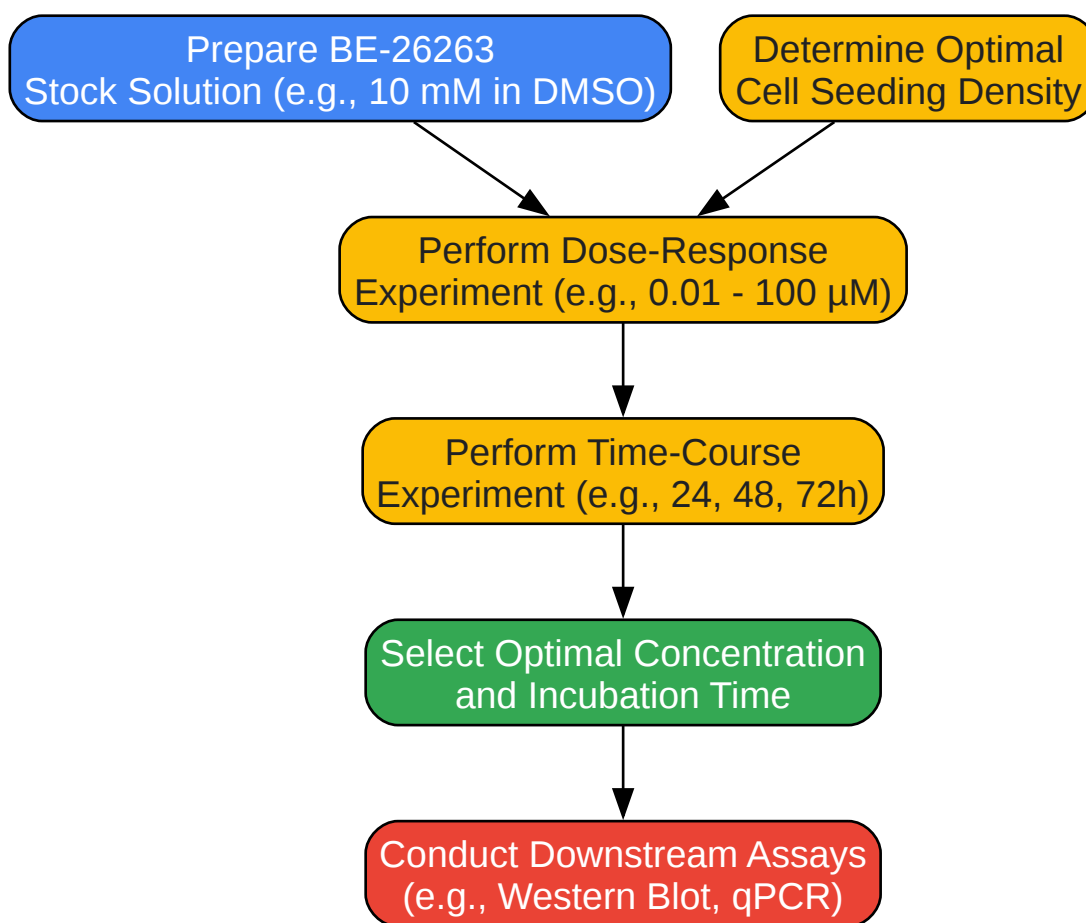 Prepare BE-26263
Stock Solution (e.g., 10 mM in DMSO)
Determine Optimal
Cell Seeding Density
Perform Dose-Response
Experiment (e.g., 0.01 - 100 µM)
Perform Time-Course
Experiment (e.g., 24, 48, 72h)
Select Optimal Concentration
and Incubation Time
Conduct Downstream Assays
(e.g., Western Blot, qPCR)